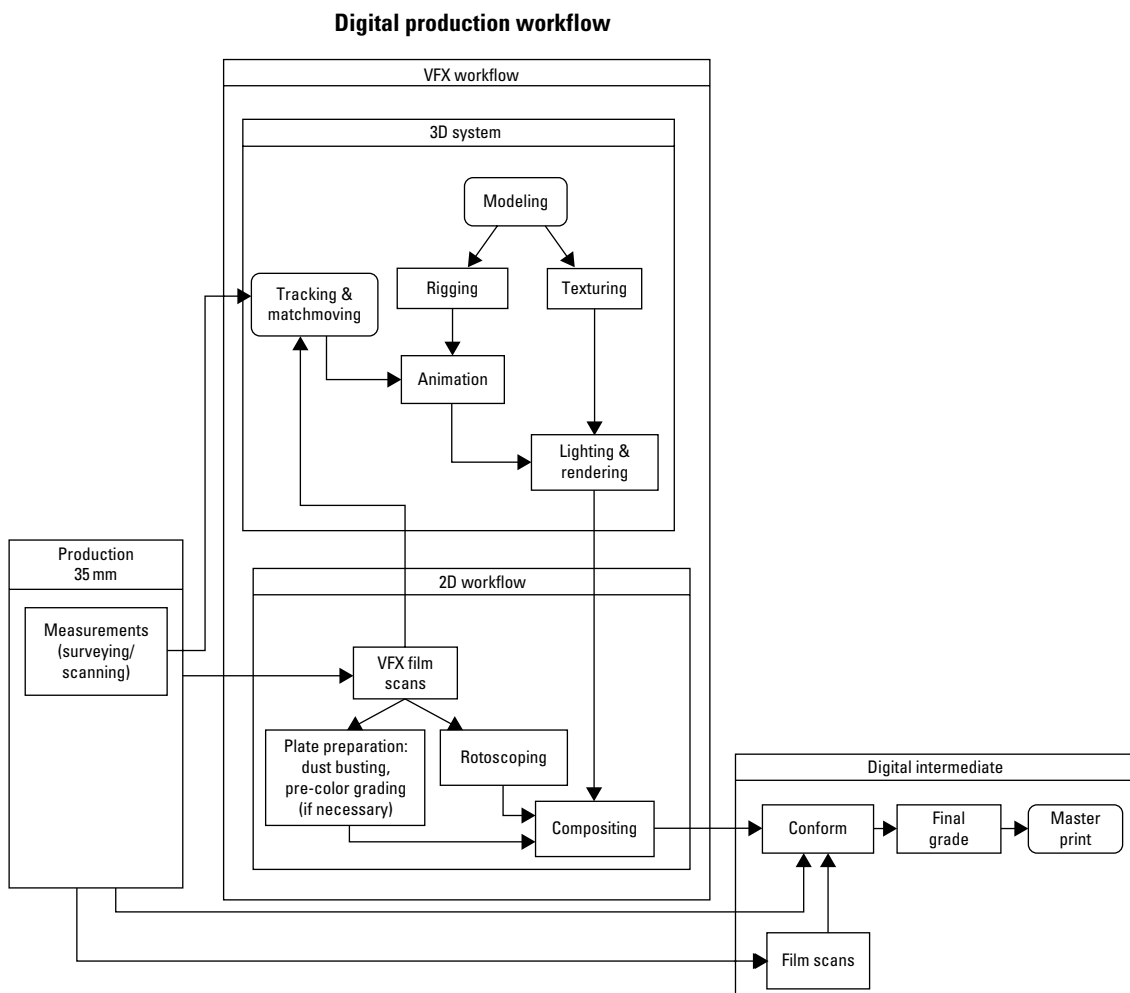 Digital production workflow
VFX workflow
3D system
Modeling
Rigging
Texturing
Tracking &
matchmoving
Animation
Lighting &
rendering
Production
35 mm
Measurements
(surveying/
scanning)
2D workflow
VFX film
scans
Plate preparation:
dust busting,
pre-color grading
(if necessary)
Rotoscoping
Compositing
Digital intermediate
Conform
Final
grade
Master
print
Film scans